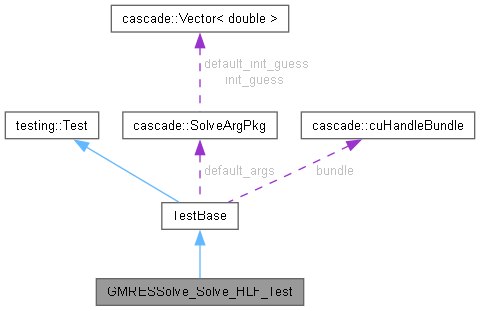 cascade::Vector< double >
default_init_guess
init_guess
testing::Test
cascade::SolveArgPkg
cascade::cuHandleBundle
default_args
bundle
TestBase
GMRESSolve_Solve_HLF_Test